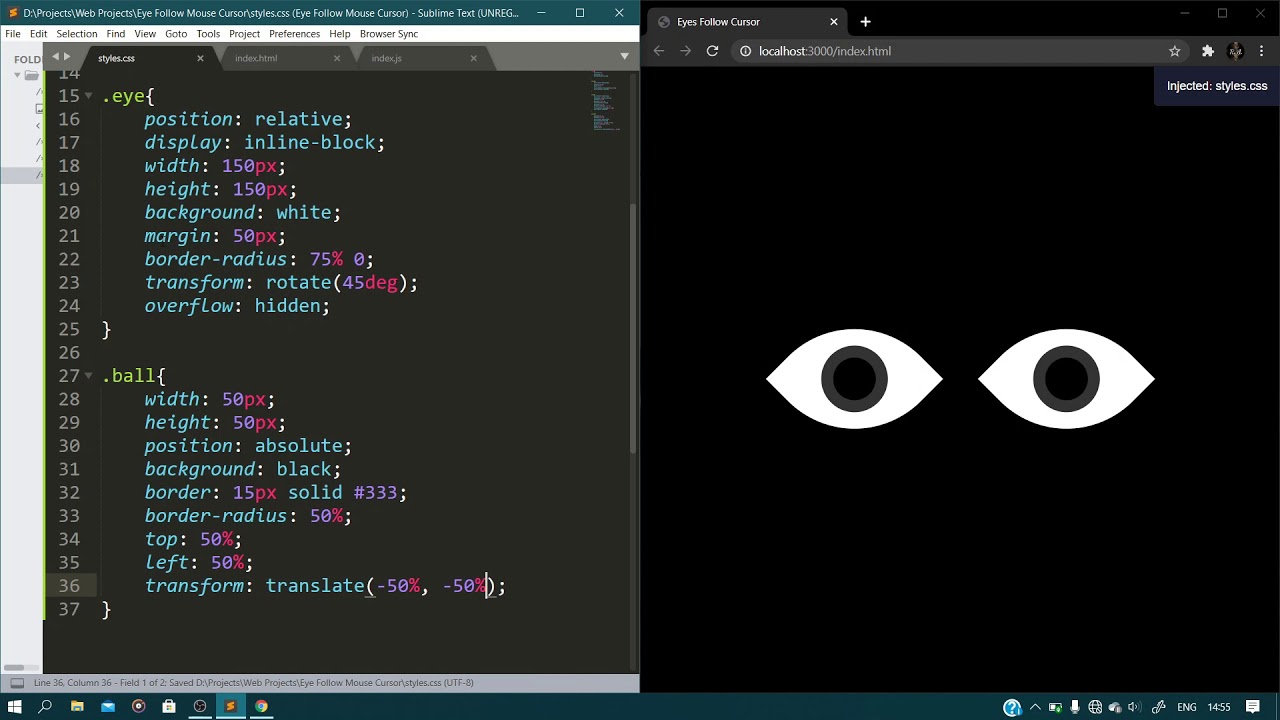 D:\Projects\Web Projects\Eye Follow Mouse Cursor\styles.css (Eye Follow Mouse Cursor) - Sublime Text (UNREG...
File Edit Selection Find View Goto Tools Project Preferences Help Browser Sync
FOLD
styles.css
index.html
index.js
14
15 .eye{
16 position: relative;
17 display: inline-block;
18 width: 150px;
19 height: 150px;
20 background: white;
21 margin: 50px;
22 border-radius: 75% 0;
23 transform: rotate(45deg);
24 overflow: hidden;
25 }
26
27 .ball{
28 width: 50px;
29 height: 50px;
30 position: absolute;
31 background: black;
32 border: 15px solid #333;
33 border-radius: 50%;
34 top: 50%;
35 left: 50%;
36 transform: translate(-50%, -50%);
37 }
Line 36, Column 36 - Field 1 of 2; Saved D:\Projects\Web Projects\Eye Follow Mouse Cursor\styles.css (UTF-8)
Eyes Follow Cursor
localhost:3000/index.html
Injected: styles.css
ENG 14:55